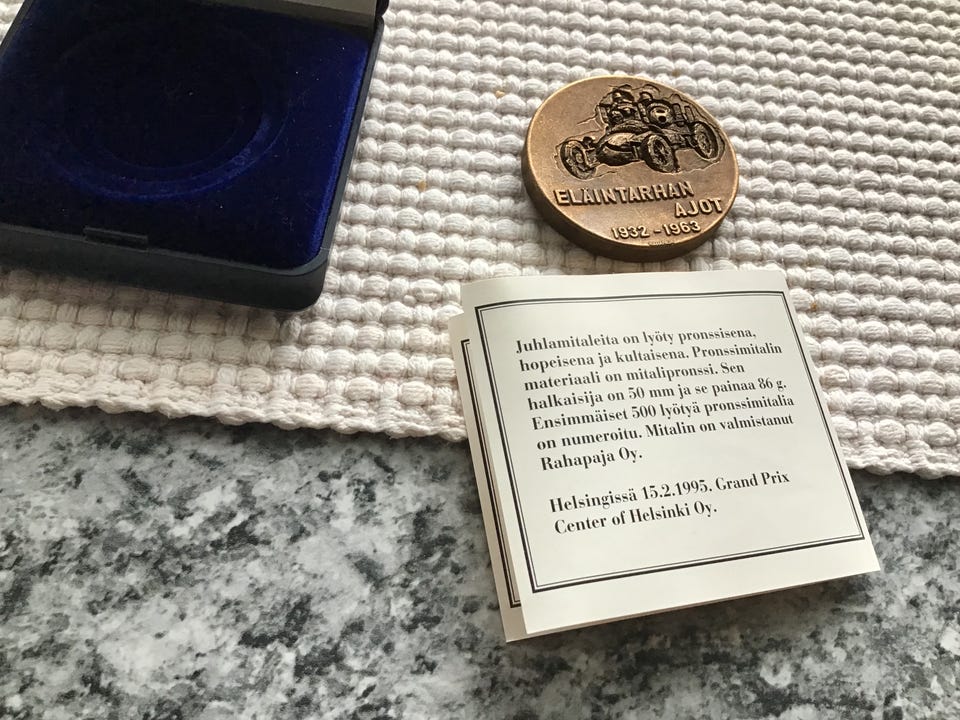 ELÄINTARHAN
AJOT
1932 - 1963
Juhlamitaleita on lyöty pronssisena,
hopeisena ja kultaisena. Pronssimitalin
materiaali on mitalipronssi. Sen
halkaisija on 50 mm ja se painaa 86 g.
Ensimmäiset 500 lyötyä pronssimitalia
on numeroitu. Mitalin on valmistanut
Rahapaja Oy.
Helsingissä 15.2.1995. Grand Prix
Center of Helsinki Oy.